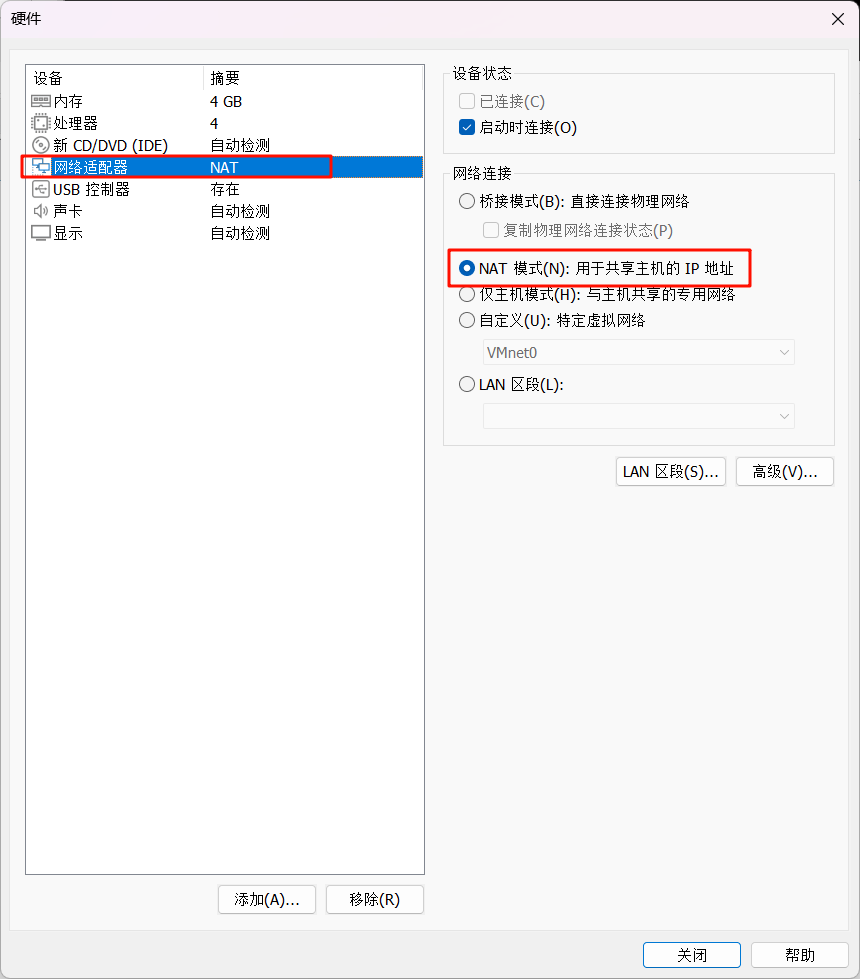 硬件
设备 摘要
内存 4 GB
处理器 4
新 CD/DVD (IDE) 自动检测
网络适配器 NAT
USB 控制器 存在
声卡 自动检测
显示 自动检测
添加(A)...
移除(R)
设备状态
已连接(C)
启动时连接(O)
网络连接
桥接模式(B): 直接连接物理网络
复制物理网络连接状态(P)
NAT 模式(N): 用于共享主机的 IP 地址
仅主机模式(H): 与主机共享的专用网络
自定义(U): 特定虚拟网络
VMnet0
LAN 区段(L):
LAN 区段(S)...
高级(V)...
关闭
帮助